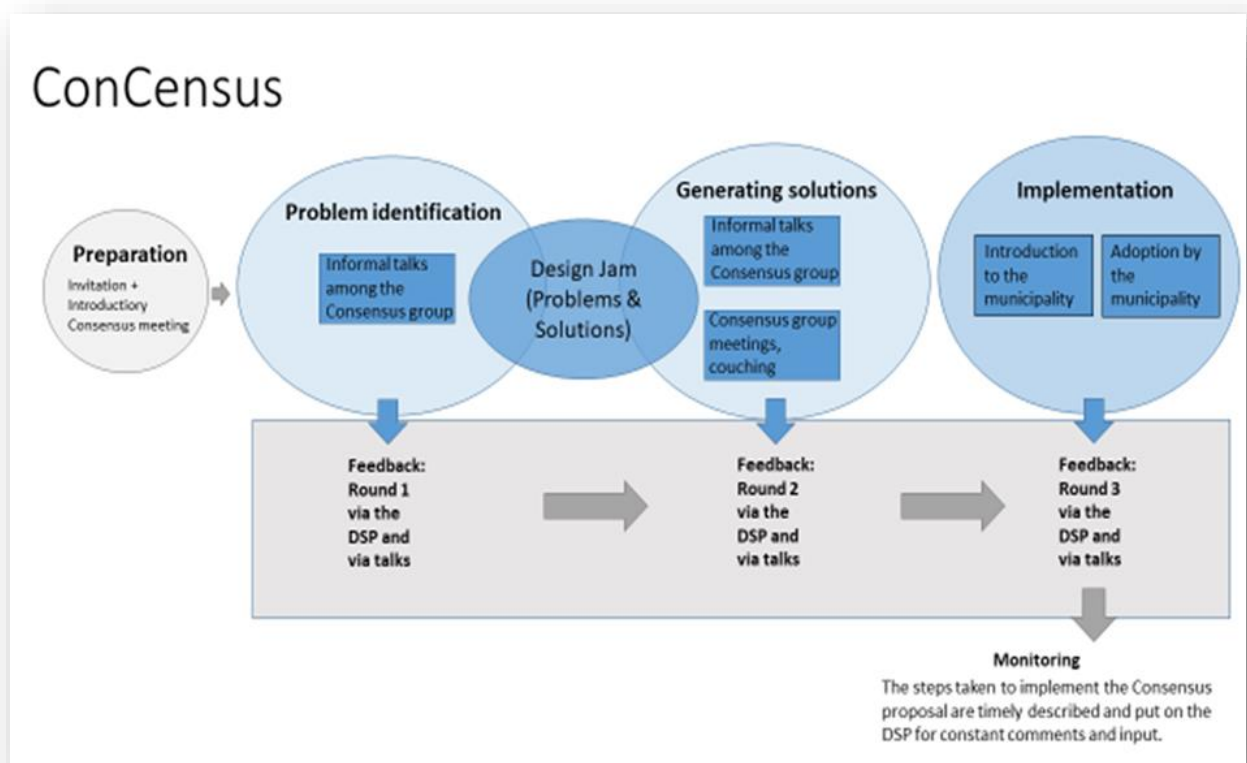 ConCensus
Preparation
Invitation +
Introductiory
Consensus meeting
Problem identification
Informal talks
among the
Consensus group
Design Jam
(Problems &
Solutions)
Generating solutions
Informal talks
among the
Consensus group
Consensus group
meetings,
couching
Implementation
Introduction
to the
municipality
Adoption by
the
municipality
Feedback:
Round 1
via the
DSP and
via talks
Feedback:
Round 2
via the
DSP and
via talks
Feedback:
Round 3
via the
DSP and
via talks
Monitoring
The steps taken to implement the Consensus
proposal are timely described and put on the
DSP for constant comments and input.